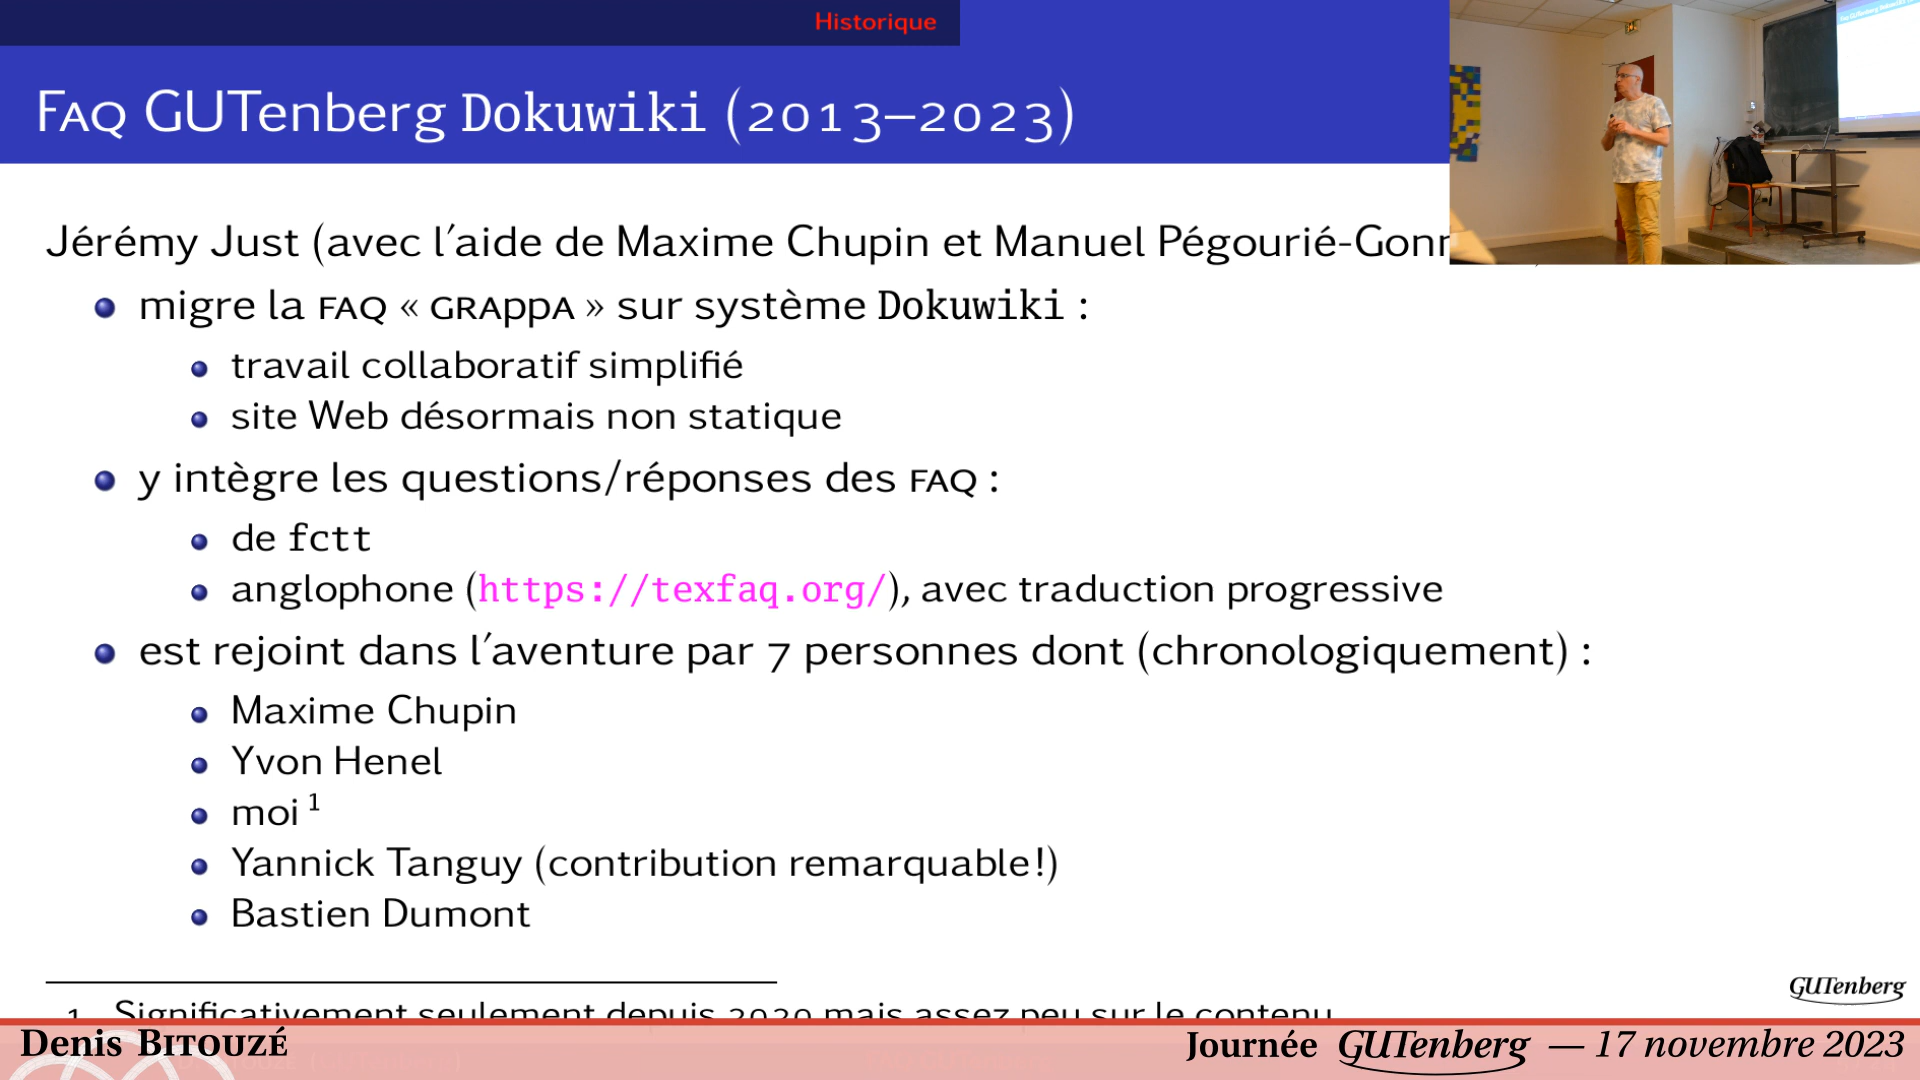 Historique
FAQ GUTenberg Dokuwiki (2013–2023)
Jérémy Just (avec l'aide de Maxime Chupin et Manuel Pégourié-Gonn
• migre la FAQ « GRAppA » sur système Dokuwiki :
• travail collaboratif simplifié
• site Web désormais non statique
• y intègre les questions/réponses des FAQ :
• de fctt
• anglophone (https://texfaq.org/), avec traduction progressive
• est rejoint dans l'aventure par 7 personnes dont (chronologiquement) :
• Maxime Chupin
• Yvon Henel
• moi 1
• Yannick Tanguy (contribution remarquable!)
• Bastien Dumont
GUTenberg
1. Significativement seulement depuis 2020 mais assez peu sur le contenu
Denis BITOUZÉ
Journée GUTenberg — 17 novembre 2023